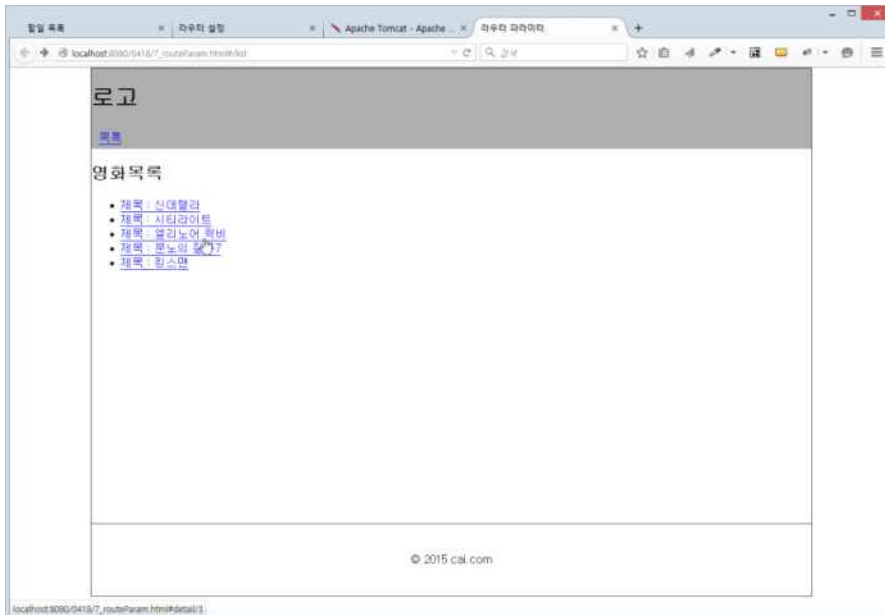 할일 목록
라우터 설정
Apache Tomcat - Apache ...
라우터 파라미터
localhost:8080/0418/7_routeParam.html#/list
검색
로고
목록
영화목록
제목 : 신데렐라
제목 : 시티라이트
제목 : 엘리노어 릭비
제목 : 분노의 7
제목 : 킹스맨
© 2015 cai.com
localhost:8080/0418/7_routeParam.html#detail/3